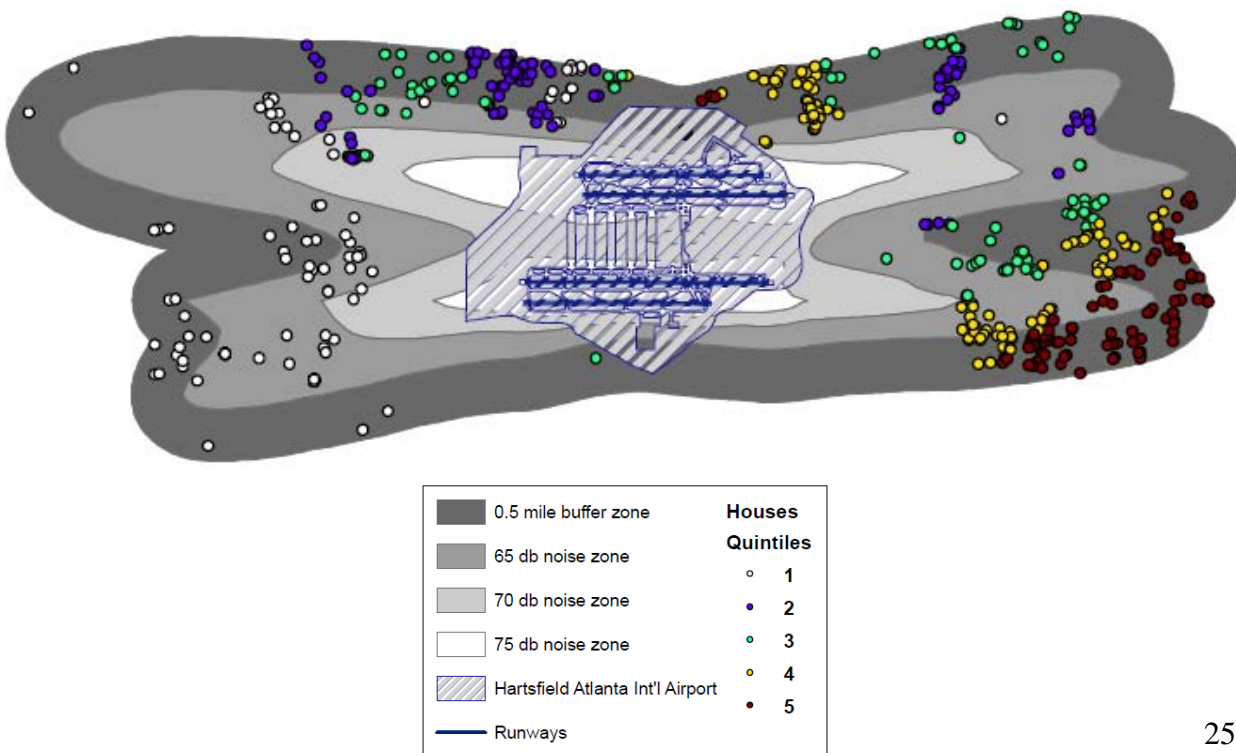 0.5 mile buffer zone
65 db noise zone
70 db noise zone
75 db noise zone
Hartsfield Atlanta Int'l Airport
Runways
Houses
Quintiles
1
2
3
4
5
25